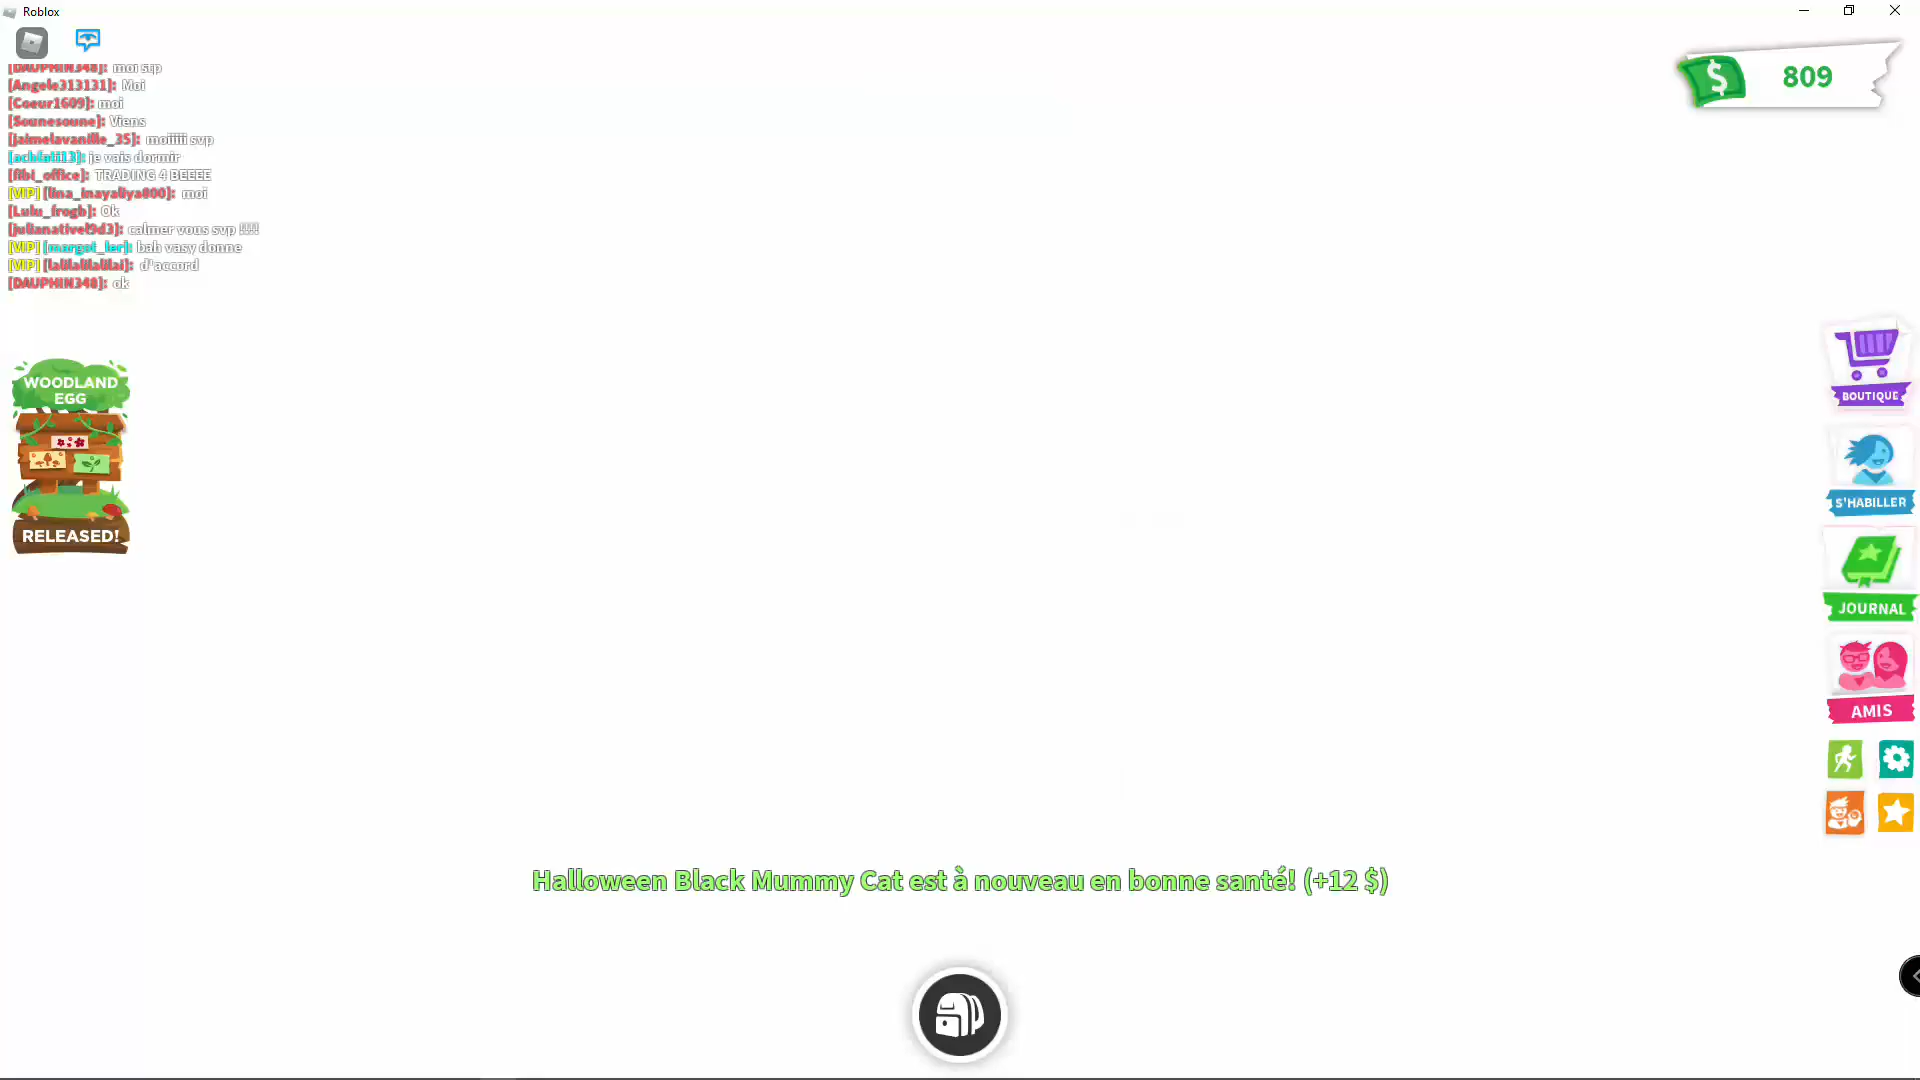 Roblox
[DAUPHIN348]: moi stp
[Angele313131]: Moi
[Coeur1609]: moi
[Sounesoune]: Viens
[jaimelavanille_35]: moiiiii svp
[achlati13]: je vais dormir
[fibi_office]: TRADING 4 BEEEE
[VIP] [lina_inayaliya800]: moi
[Lulu_frogb]: Ok
[julianativel9d3]: calmer vous svp !!!!
[VIP] [margot_ler]: bah vasy donne
[VIP] [lalilalilalilai]: d'accord
[DAUPHIN348]: ok
809
WOODLAND
EGG
RELEASED!
BOUTIQUE
S'HABILLER
JOURNAL
AMIS
Halloween Black Mummy Cat est à nouveau en bonne santé! (+12 $)